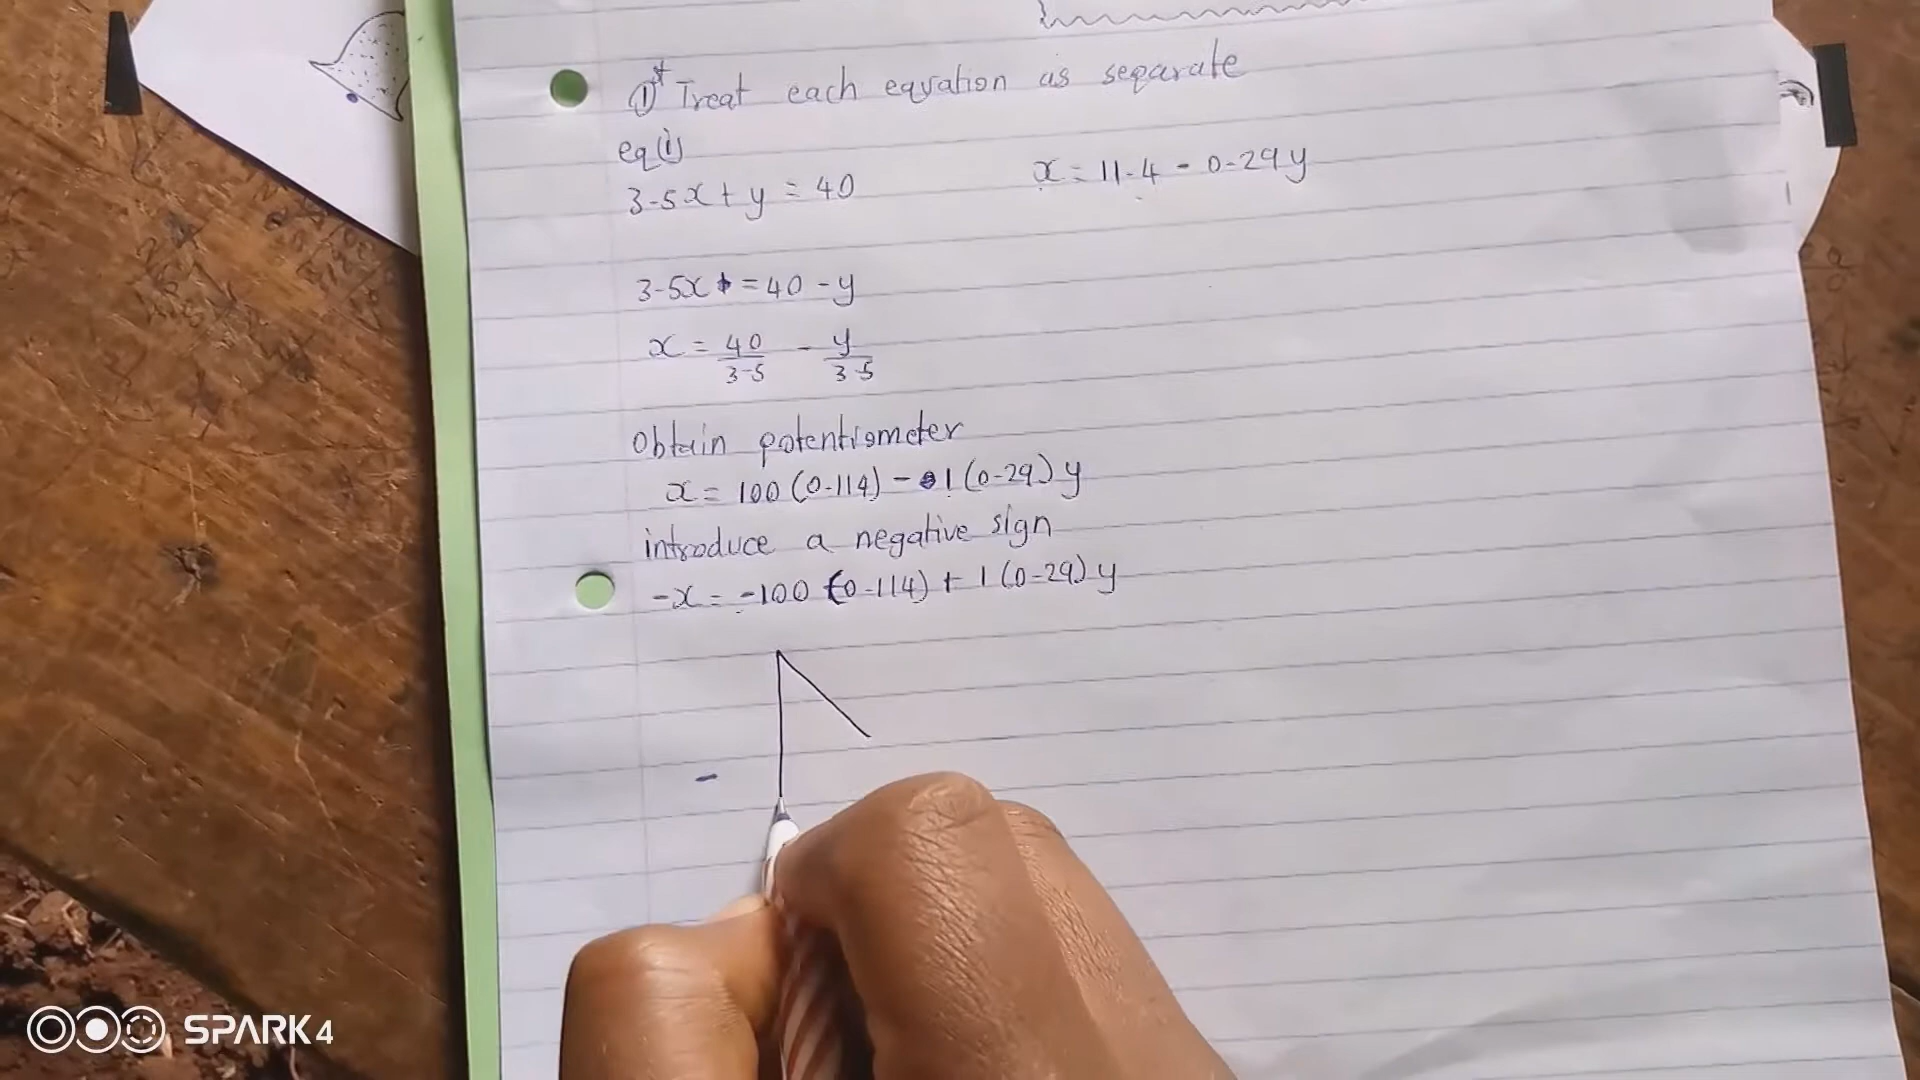 1st Treat each equation as separate
eq(i)
3.5x + y = 40
x = 11.4 - 0.29y
3.5x = 40 - y
x = 40/3.5 - y/3.5
Obtain potentiometer
x = 100 (0.114) - 1 (0.29) y
introduce a negative sign
-x = -100 (0.114) + 1 (0.29) y
-
SPARK 4